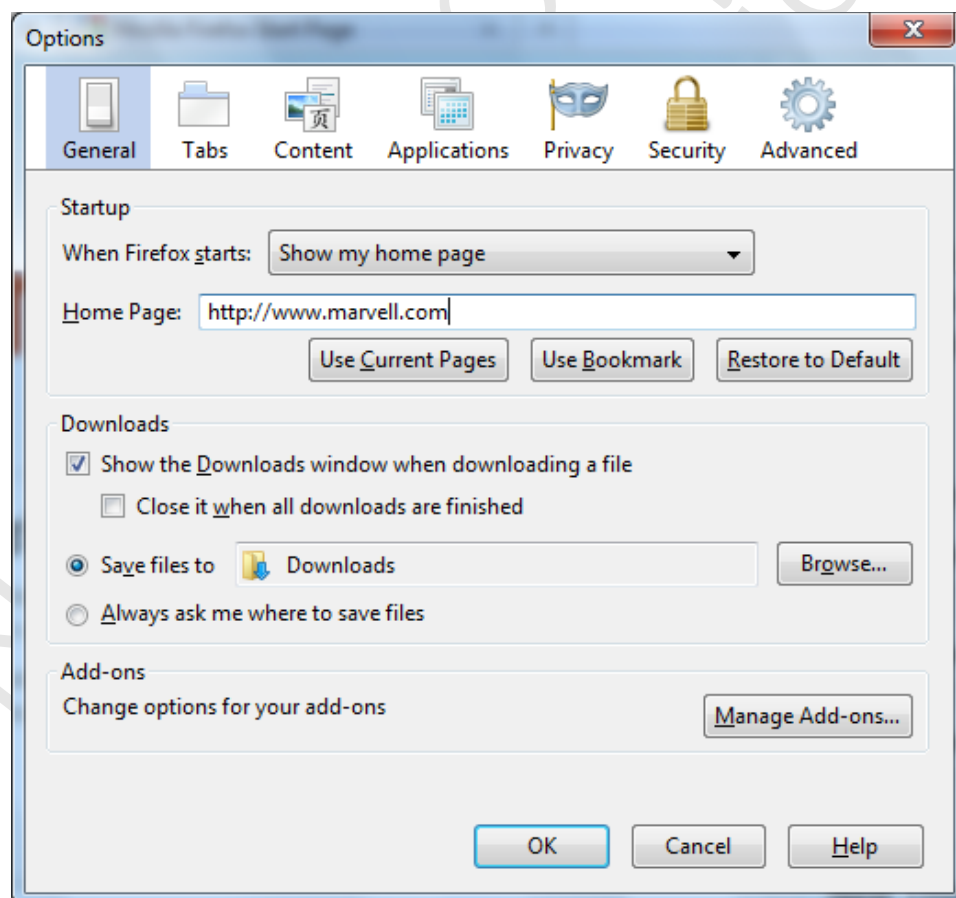 Options
General Tabs Content Applications Privacy Security Advanced
页
Startup
When Firefox starts: Show my home page
Home Page: http://www.marvell.com
Use Current Pages Use Bookmark Restore to Default
Downloads
Show the Downloads window when downloading a file
Close it when all downloads are finished
Save files to Downloads Browse...
Always ask me where to save files
Add-ons
Change options for your add-ons
Manage Add-ons...
OK Cancel Help